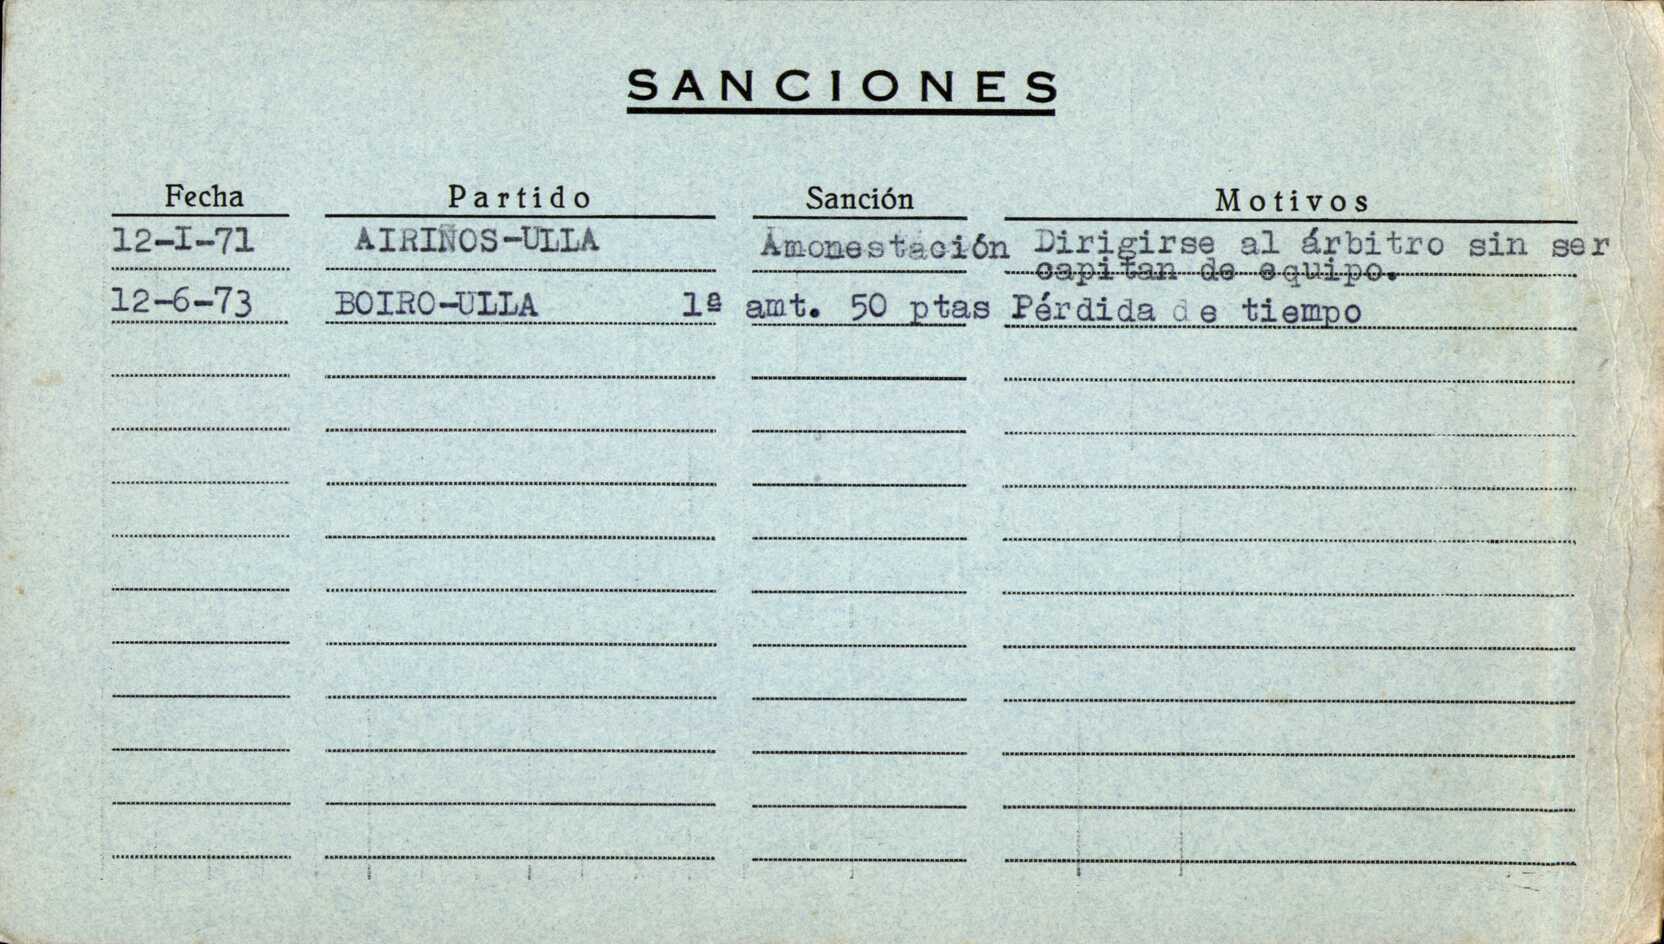 SANCIONES
Fecha Partido Sanción Motivos
12-I-71 AIRIÑOS-ULLA Amonestación Dirigirse al árbitro sin ser
capitan de equipo.
12-6-73 BOIRO-ULLA 1ª amt. 50 ptas Pérdida de tiempo